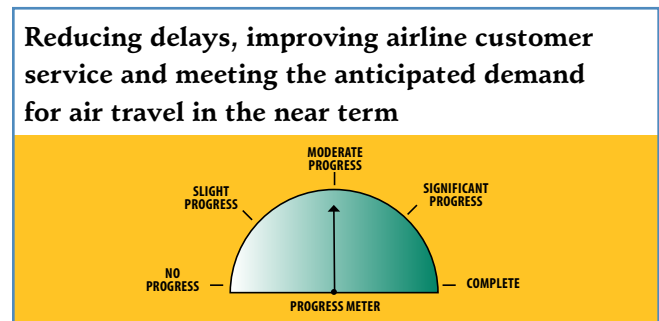 Reducing delays, improving airline customer
service and meeting the anticipated demand
for air travel in the near term
MODERATE
PROGRESS
SLIGHT
PROGRESS
SIGNIFICANT
PROGRESS
NO
PROGRESS
COMPLETE
PROGRESS METER